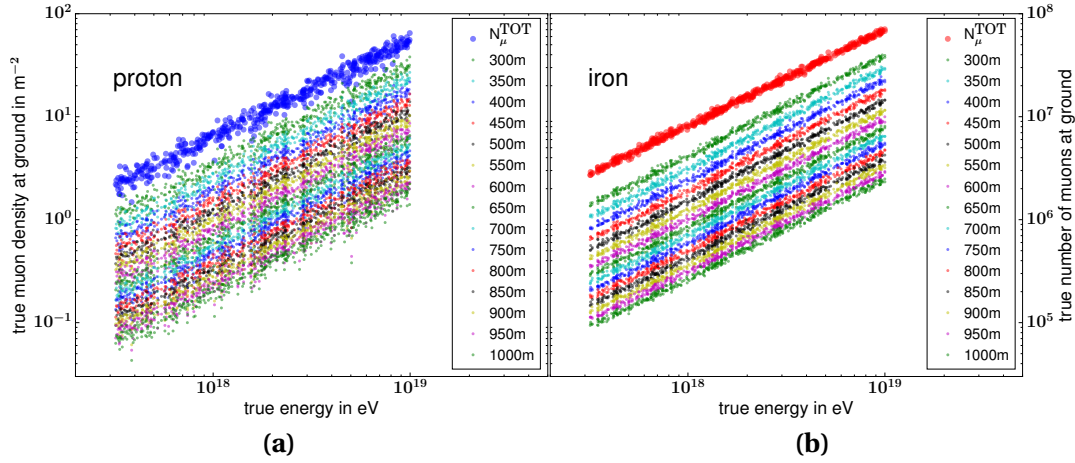 true muon density at ground in m⁻²
10²
10¹
10⁰
10⁻¹
proton
N_μ^TOT
300m
350m
400m
450m
500m
550m
600m
650m
700m
750m
800m
850m
900m
950m
1000m
10¹⁸
10¹⁹
true energy in eV
(a)
iron
N_μ^TOT
300m
350m
400m
450m
500m
550m
600m
650m
700m
750m
800m
850m
900m
950m
1000m
10¹⁸
10¹⁹
true energy in eV
(b)
10⁸
10⁷
10⁶
10⁵
true number of muons at ground